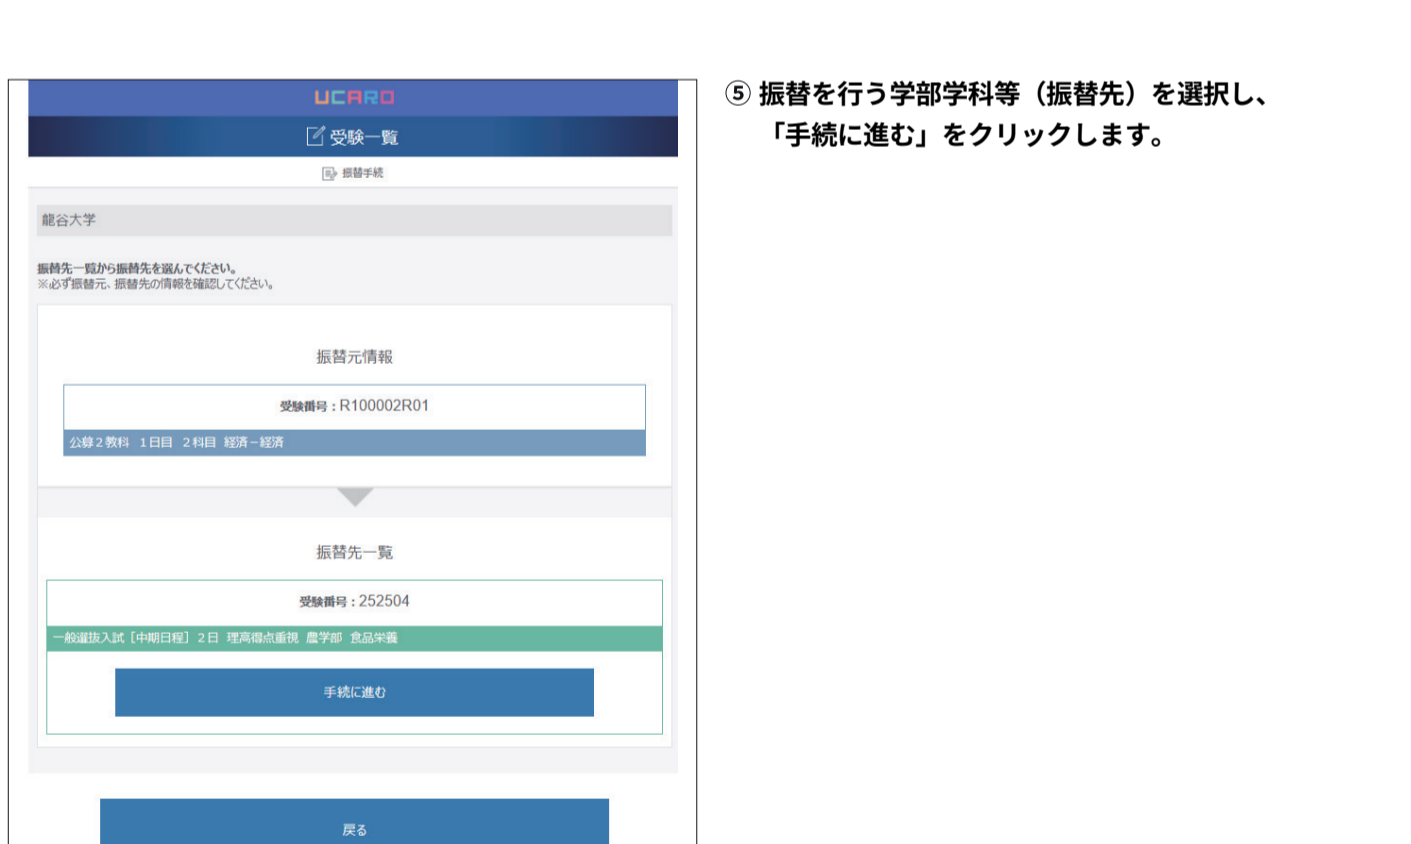 UCARO
受験一覧
振替手続
龍谷大学
振替先一覧から振替先を選んでください。
※必ず振替元、振替先の情報を確認してください。
振替元情報
受験番号：R100002R01
公募２教科　１日目　２科目　経済－経済
振替先一覧
受験番号：252504
一般選抜入試［中期日程］２日　理高得点重視　農学部　食品栄養
手続に進む
戻る
⑤ 振替を行う学部学科等（振替先）を選択し、
「手続に進む」をクリックします。